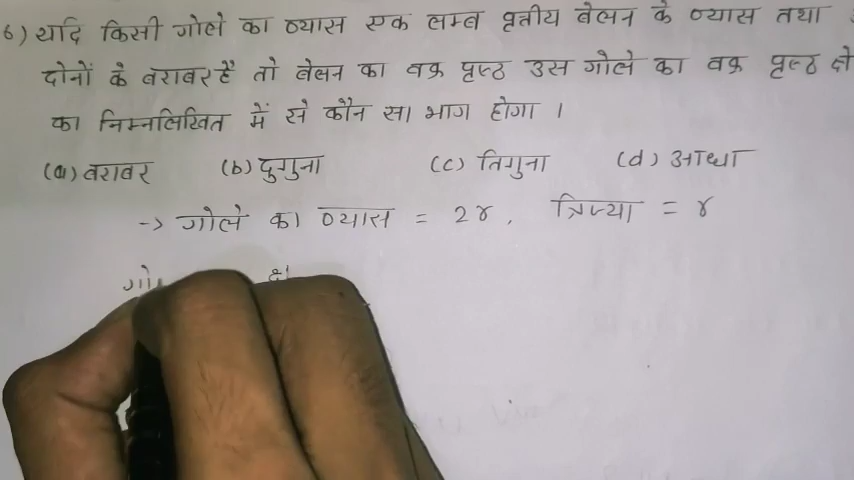 6) यदि किसी गोले का व्यास एक लम्ब वृतीय बेलन के व्यास तथा
दोनों के बराबर है तो बेलन का वक्र पृष्ठ उस गोले का वक्र पृष्ठ क्षे
का निम्नलिखित में से कौन सा भाग होगा ।
(a) बराबर (b) दुगुना (c) तिगुना (d) आधा
-> गोले का व्यास = 2r, त्रिज्या = r